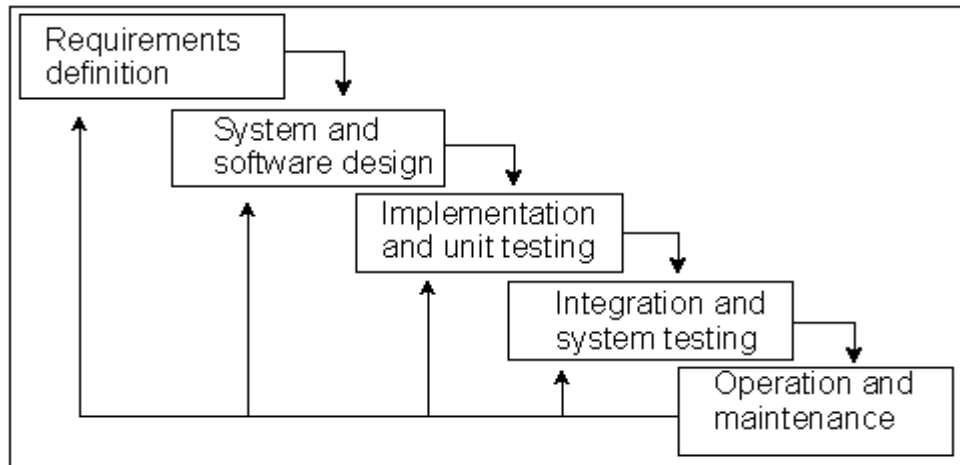 Requirements
definition
System and
software design
Implementation
and unit testing
Integration and
system testing
Operation and
maintenance